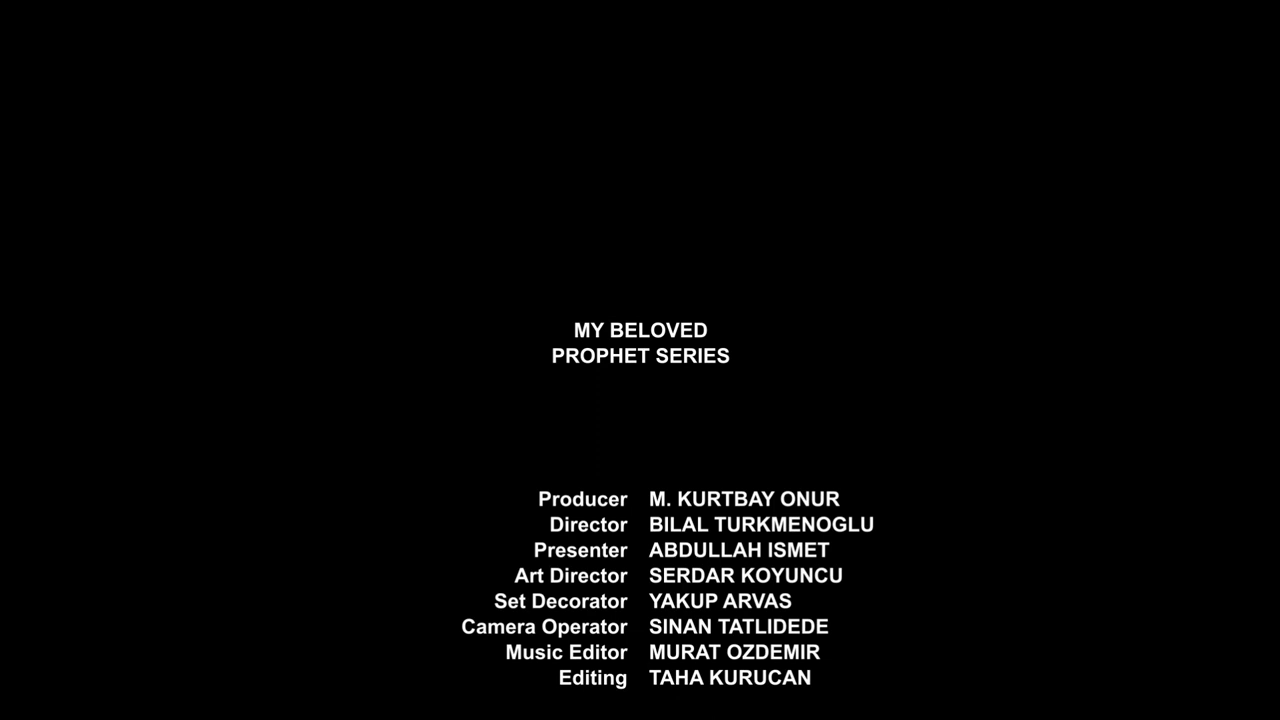 MY BELOVED
PROPHET SERIES
Producer M. KURTBAY ONUR
Director BILAL TURKMENOGLU
Presenter ABDULLAH ISMET
Art Director SERDAR KOYUNCU
Set Decorator YAKUP ARVAS
Camera Operator SINAN TATLIDEDE
Music Editor MURAT OZDEMIR
Editing TAHA KURUCAN